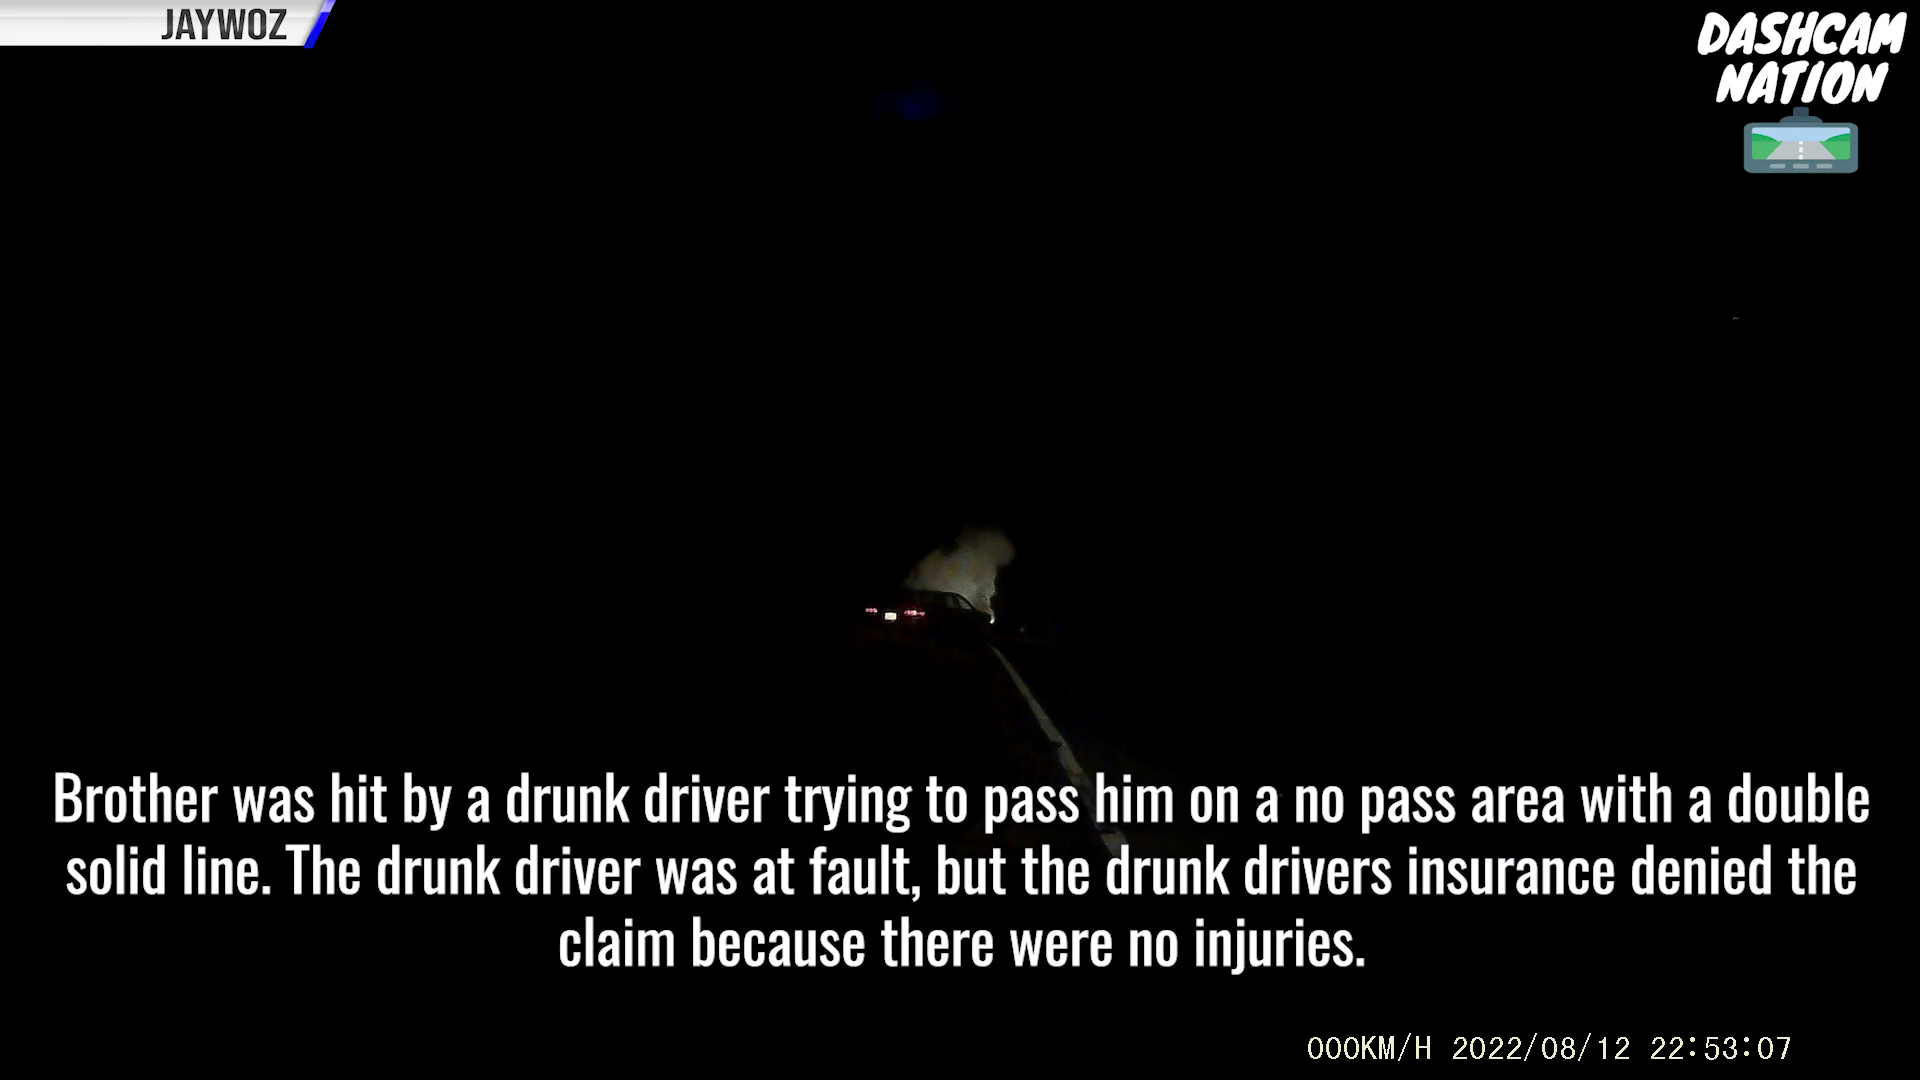 JAYWOZ
DASHCAM
NATION
Brother was hit by a drunk driver trying to pass him on a no pass area with a double
solid line. The drunk driver was at fault, but the drunk drivers insurance denied the
claim because there were no injuries.
000KM/H 2022/08/12 22:53:07